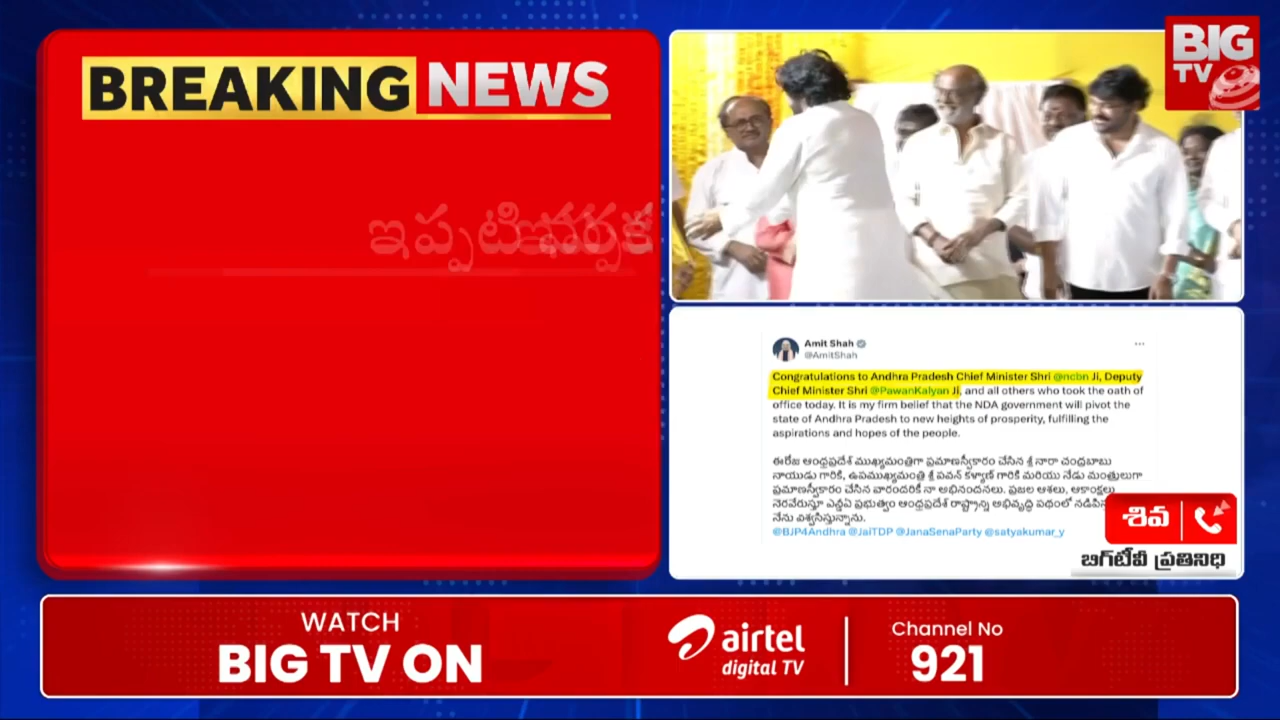 BREAKING NEWS
BIG
TV
Amit Shah
@AmitShah
Congratulations to Andhra Pradesh Chief Minister Shri @ncbn Ji, Deputy
Chief Minister Shri @PawanKalyan Ji, and all others who took the oath of
office today. It is my firm belief that the NDA government will pivot the
state of Andhra Pradesh to new heights of prosperity, fulfilling the
aspirations and hopes of the people.
ఈరోజు ఆంధ్రప్రదేశ్ ముఖ్యమంత్రిగా ప్రమాణస్వీకారం చేసిన శ్రీ నారా చంద్రబాబు
నాయుడు గారికి, ఉపముఖ్యమంత్రి శ్రీ పవన్ కళ్యాణ్ గారికి మరియు నేడు మంత్రులుగా
ప్రమాణస్వీకారం చేసిన వారందరికీ నా అభినందనలు. ప్రజల ఆశలు, ఆకాంక్షలు
నెరవేరుస్తూ ఎన్డీఏ ప్రభుత్వం ఆంధ్రప్రదేశ్ రాష్ట్రాన్ని అభివృద్ధి పథంలో
నేను విశ్వసిస్తున్నాను.
@BJP4Andhra @JaiTDP @JanaSenaParty @satyakumar_y
శివ
బిగ్‌టీవీ ప్రతినిధి
WATCH
BIG TV ON
airtel
digital TV
Channel No
921